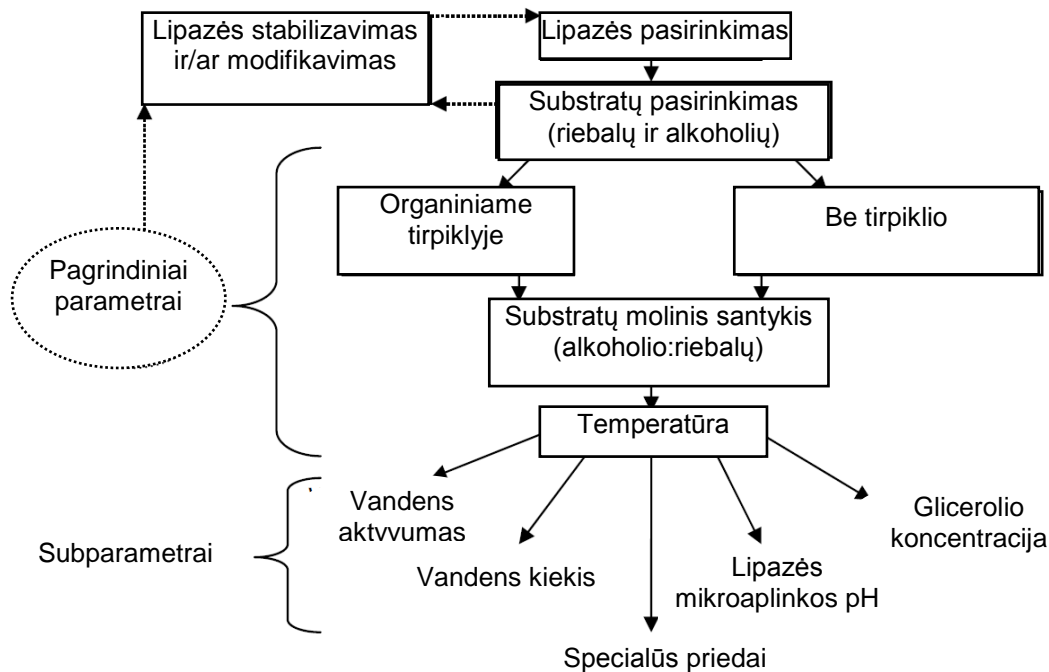 Lipazės stabilizavimas
ir/ar modifikavimas
Lipazės pasirinkimas
Substratų pasirinkimas
(riebalų ir alkoholių)
Organiniame
tirpiklyje
Be tirpiklio
Pagrindiniai
parametrai
Substratų molinis santykis
(alkoholio:riebalų)
Temperatūra
Vandens
aktvvumas
Glicerolio
koncentracija
Subparametrai
Vandens kiekis
Lipazės
mikroaplinkos pH
Specialūs priedai